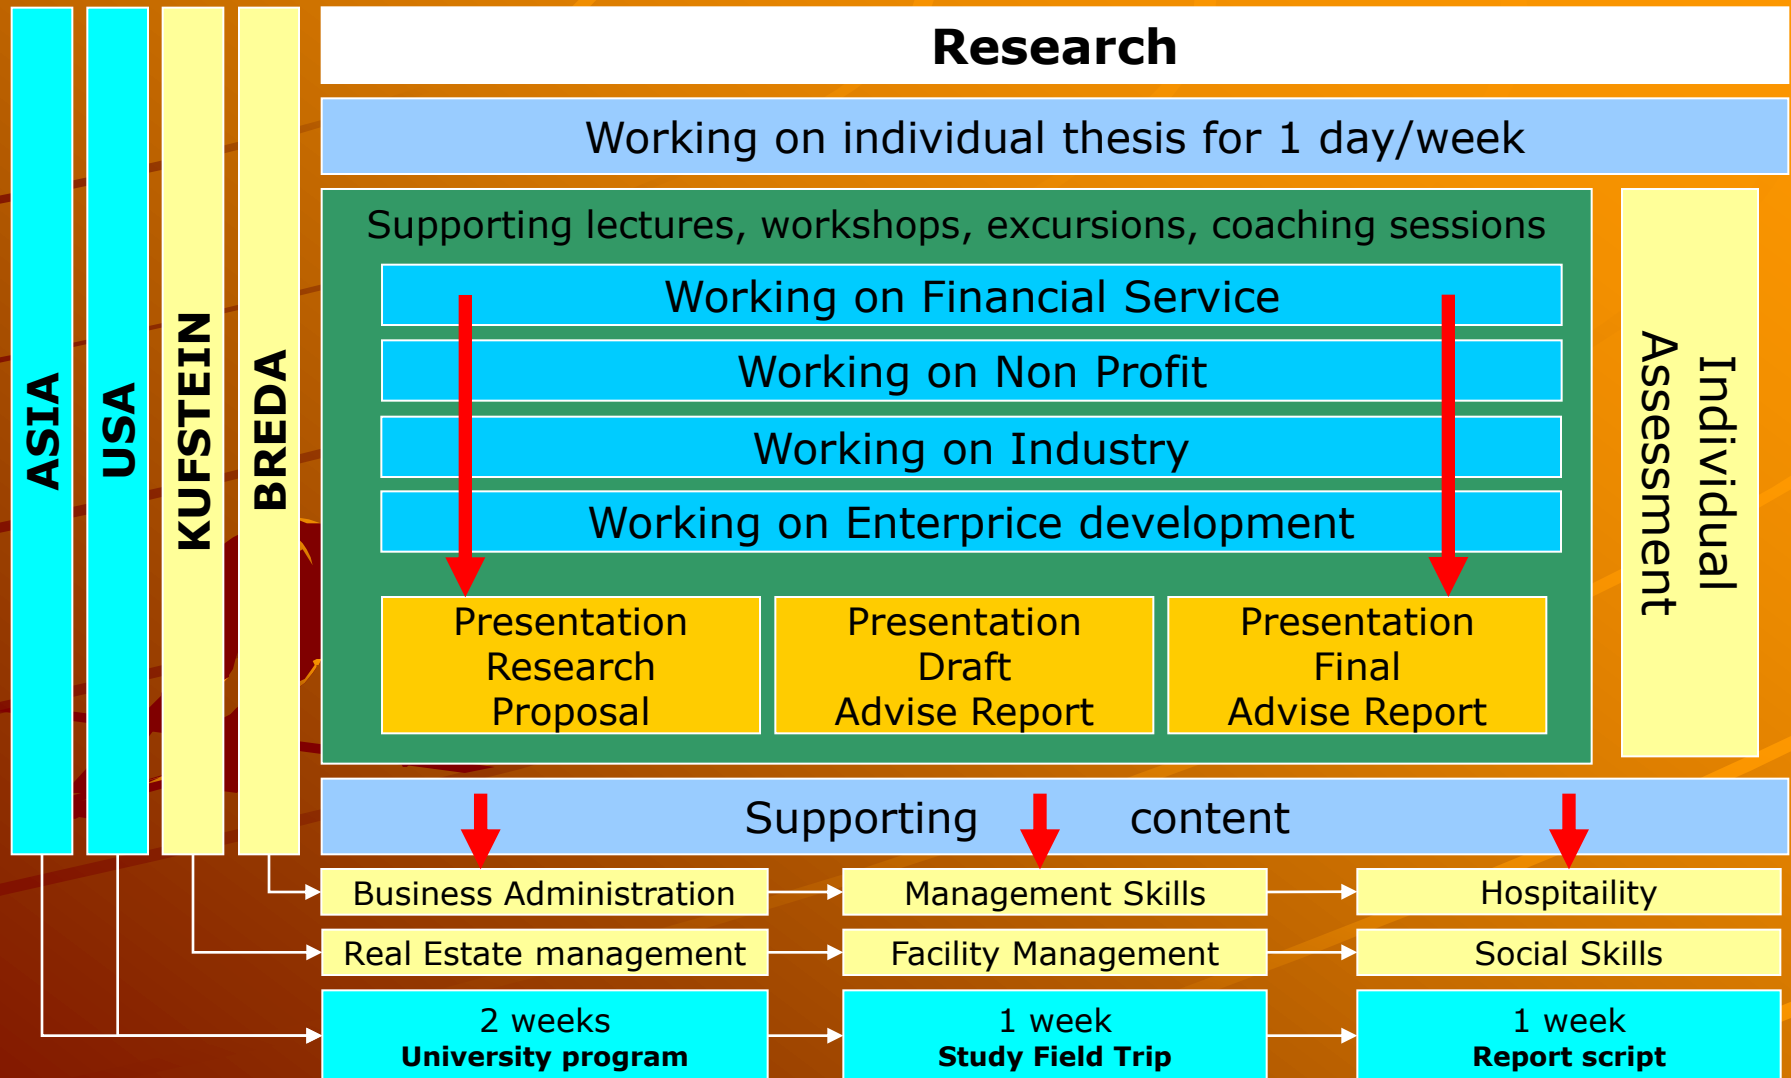 ASIA
USA
KUFSTEIN
BREDA
Research
Working on individual thesis for 1 day/week
Supporting lectures, workshops, excursions, coaching sessions
Working on Financial Service
Working on Non Profit
Working on Industry
Working on Enterprice development
Presentation
Research
Proposal
Presentation
Draft
Advise Report
Presentation
Final
Advise Report
Individual
Assessment
Supporting content
Business Administration
Management Skills
Hospitaility
Real Estate management
Facility Management
Social Skills
2 weeks
University program
1 week
Study Field Trip
1 week
Report script